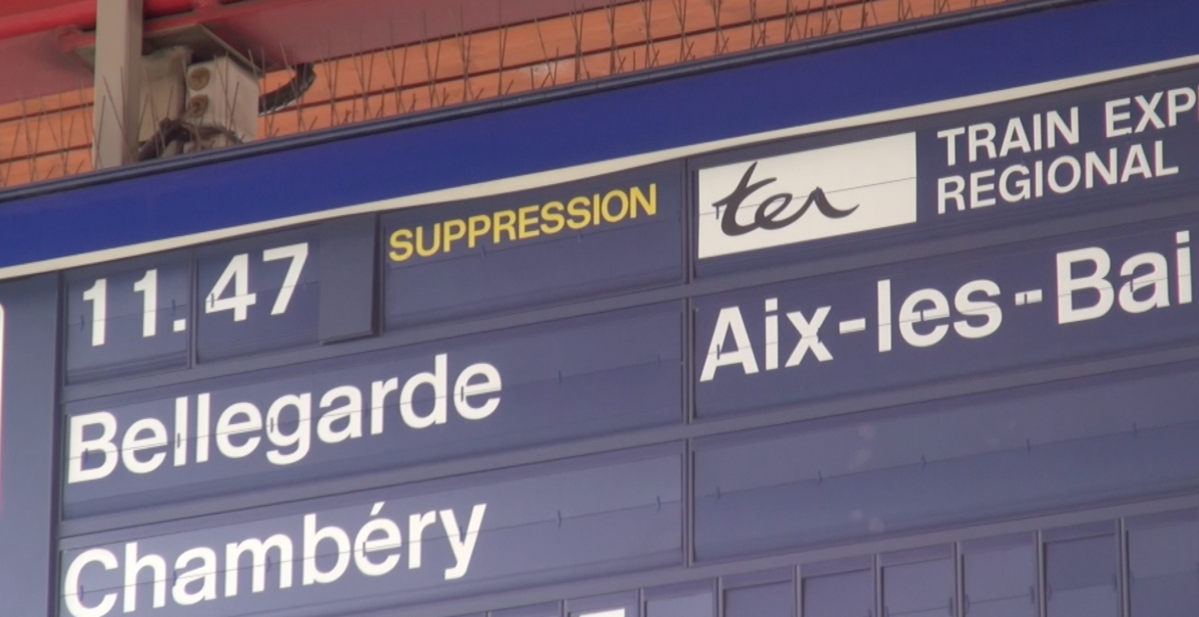 11.47 SUPPRESSION
ter
TRAIN
REGIONAL
Bellegarde
Aix-les-
Chambéry